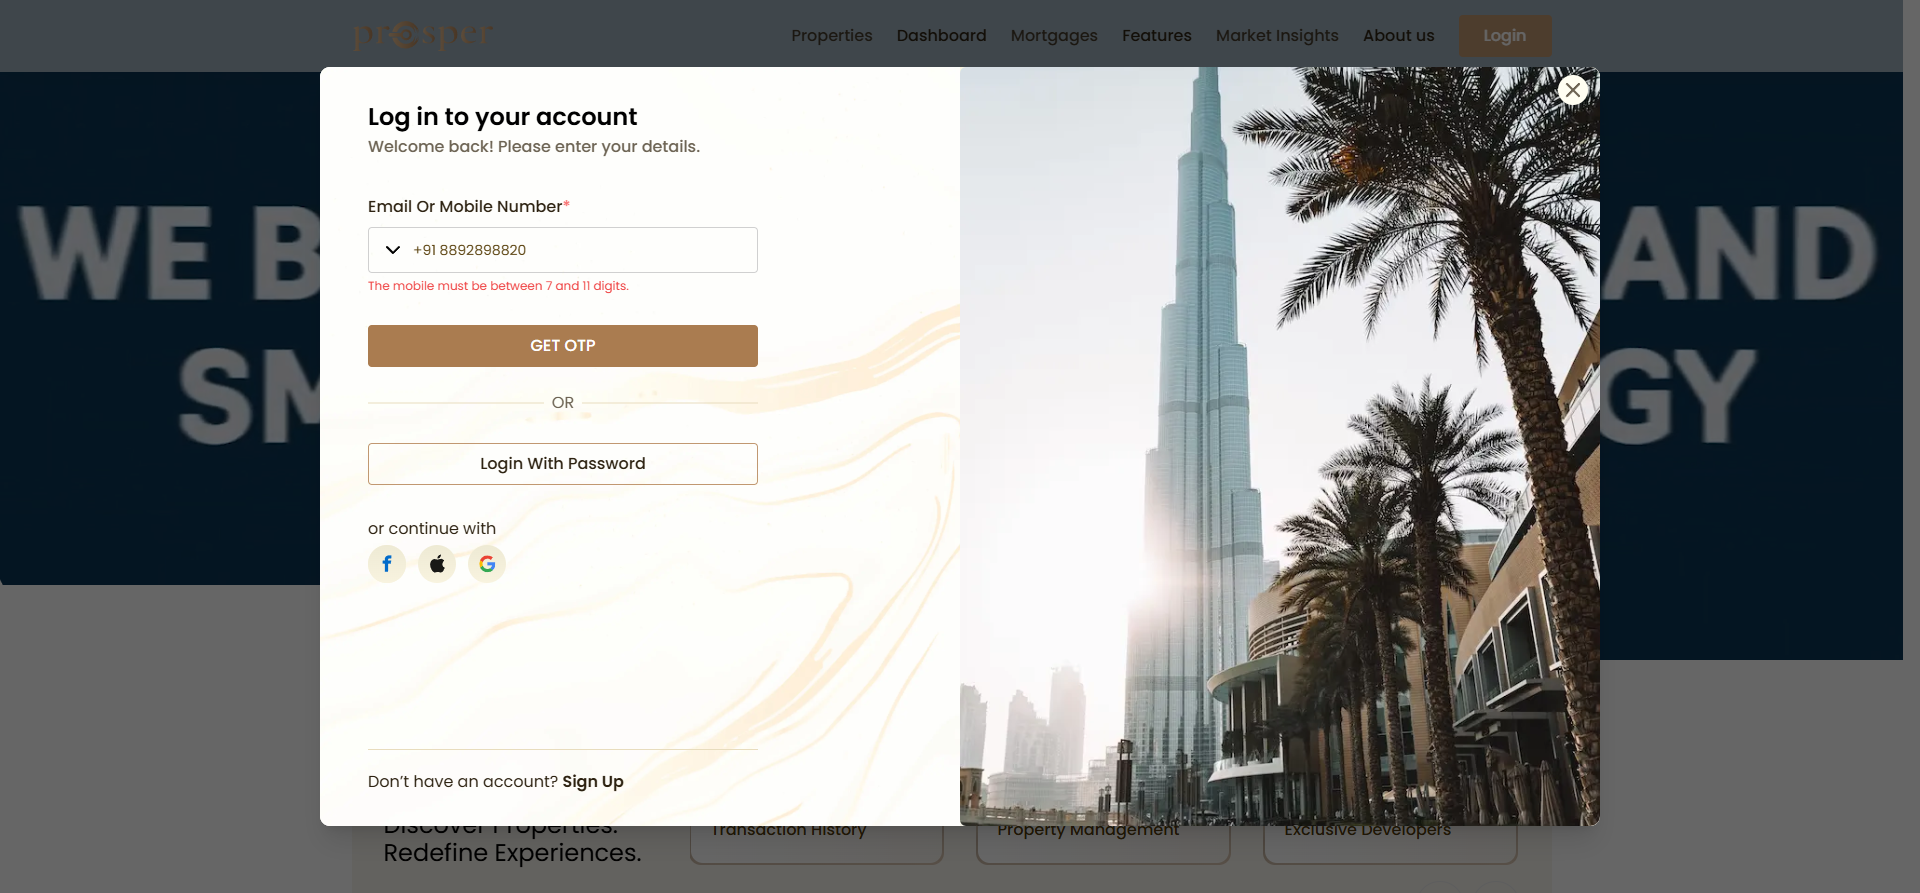 prosper
Properties Dashboard Mortgages Features Market Insights About us Login
WE B
AND
SM
GY
Log in to your account
Welcome back! Please enter your details.
Email Or Mobile Number*
+91 8892898820
The mobile must be between 7 and 11 digits.
GET OTP
OR
Login With Password
or continue with
Don't have an account? Sign Up
Discover Properties.
Redefine Experiences.
Transaction History
Property Management
Exclusive Developers